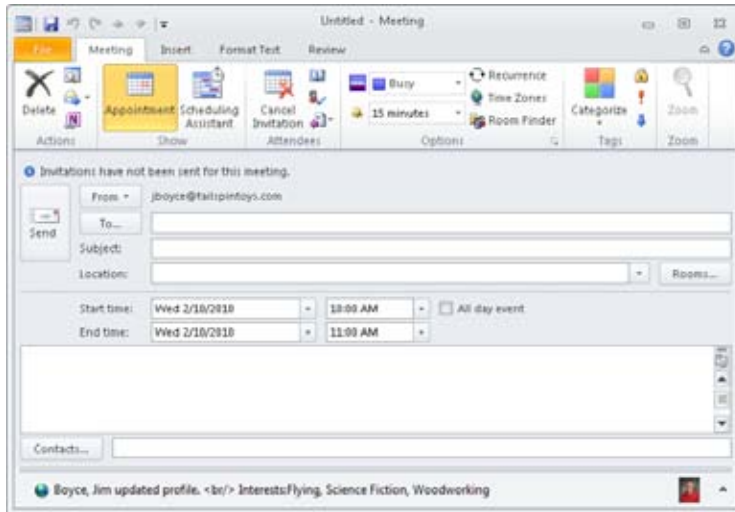 Untitled - Meeting
File Meeting Insert Format Text Review
Delete
Appointment
Scheduling Assistant
Cancel Invitation
Busy
15 minutes
Recurrence
Time Zones
Room Finder
Categorize
Zoom
Actions Show Attendees Options Tags Zoom
Invitations have not been sent for this meeting.
Send
From jboyce@tailspintoys.com
To...
Subject:
Location: Rooms...
Start time: Wed 2/10/2010 10:00 AM All day event
End time: Wed 2/10/2010 11:00 AM
Contacts...
Boyce, Jim updated profile. <br/> Interests:Flying, Science Fiction, Woodworking